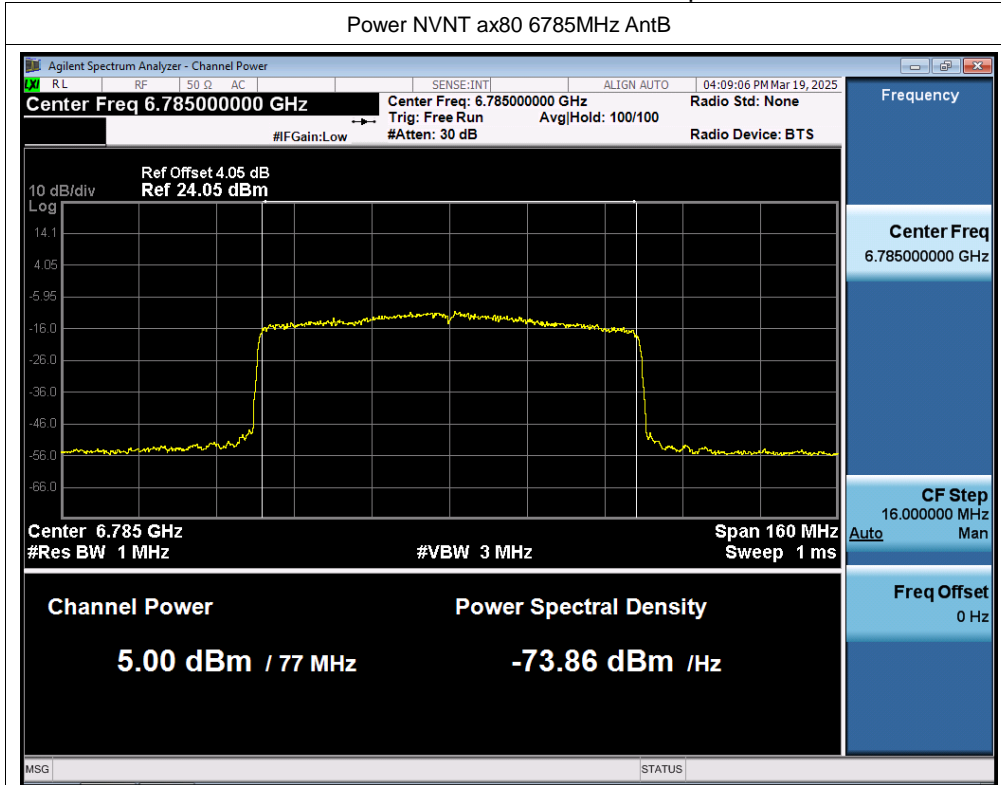 Power NVNT ax80 6785MHz AntB
Agilent Spectrum Analyzer - Channel Power
LXI RL RF 50 Ω AC SENSE:INT ALIGN AUTO 04:09:06 PM Mar 19, 2025
Center Freq 6.785000000 GHz
Center Freq: 6.785000000 GHz
Radio Std: None
Trig: Free Run Avg|Hold: 100/100
#IFGain:Low
#Atten: 30 dB
Radio Device: BTS
Ref Offset 4.05 dB
10 dB/div Ref 24.05 dBm
Log
14.1
4.05
-5.95
-16.0
-26.0
-36.0
-46.0
-56.0
-66.0
Center 6.785 GHz Span 160 MHz
#Res BW 1 MHz #VBW 3 MHz Sweep 1 ms
Channel Power Power Spectral Density
5.00 dBm / 77 MHz -73.86 dBm /Hz
Frequency
Center Freq
6.785000000 GHz
CF Step
16.000000 MHz
Auto Man
Freq Offset
0 Hz
MSG STATUS